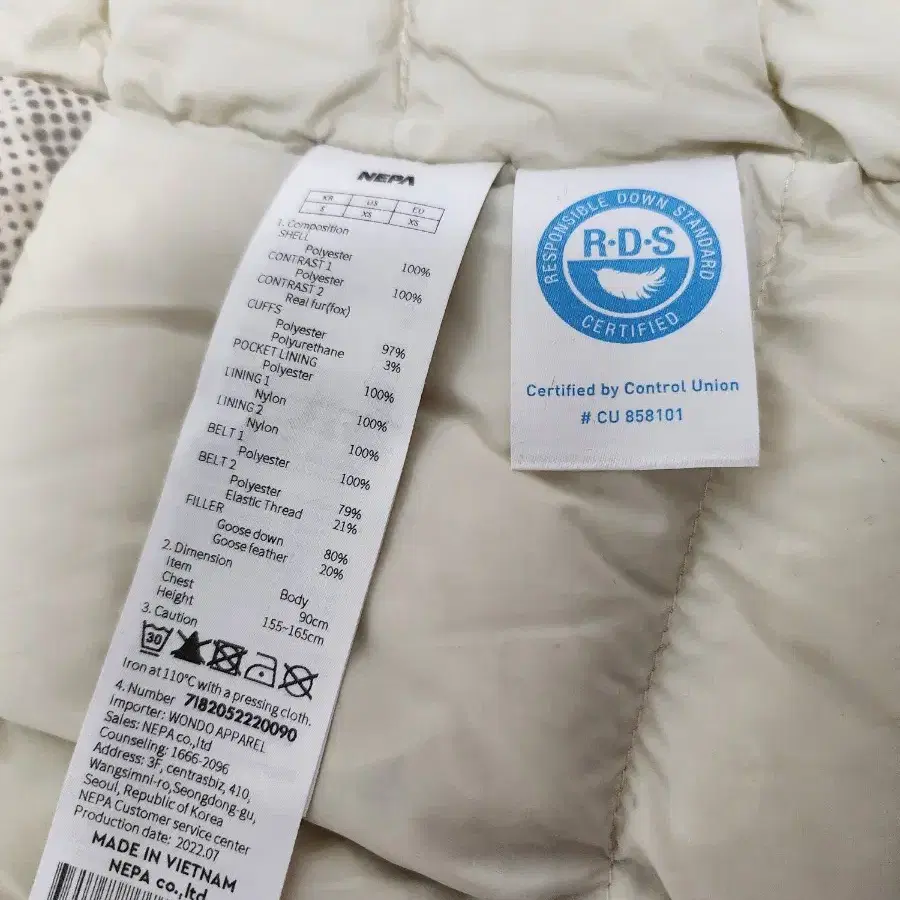 NEPA
KR US EU
S XS XS
1. Composition
SHELL
Polyester 100%
CONTRAST 1
Polyester 100%
CONTRAST 2
Real fur(fox)
CUFFS
Polyester 97%
Polyurethane 3%
POCKET LINING
Polyester 100%
LINING 1
Nylon 100%
LINING 2
Nylon 100%
BELT 1
Polyester 100%
BELT 2
Polyester 79%
Elastic Thread 21%
FILLER
Goose down 80%
Goose feather 20%
2. Dimension
Item Body
Chest 90cm
Height 155~165cm
3. Caution
30
Iron at 110℃ with a pressing cloth.
4. Number 7182052220090
Importer: WONDO APPAREL
Sales: NEPA co.,ltd
Counseling: 1666-2096
Address: 3F, centrasbiz, 410,
Wangsimni-ro,Seongdong-gu,
Seoul, Republic of Korea
NEPA Customer service center
Production date: 2022.07
MADE IN VIETNAM
NEPA co.,ltd
RESPONSIBLE DOWN STANDARD
R·D·S
CERTIFIED
Certified by Control Union
# CU 858101